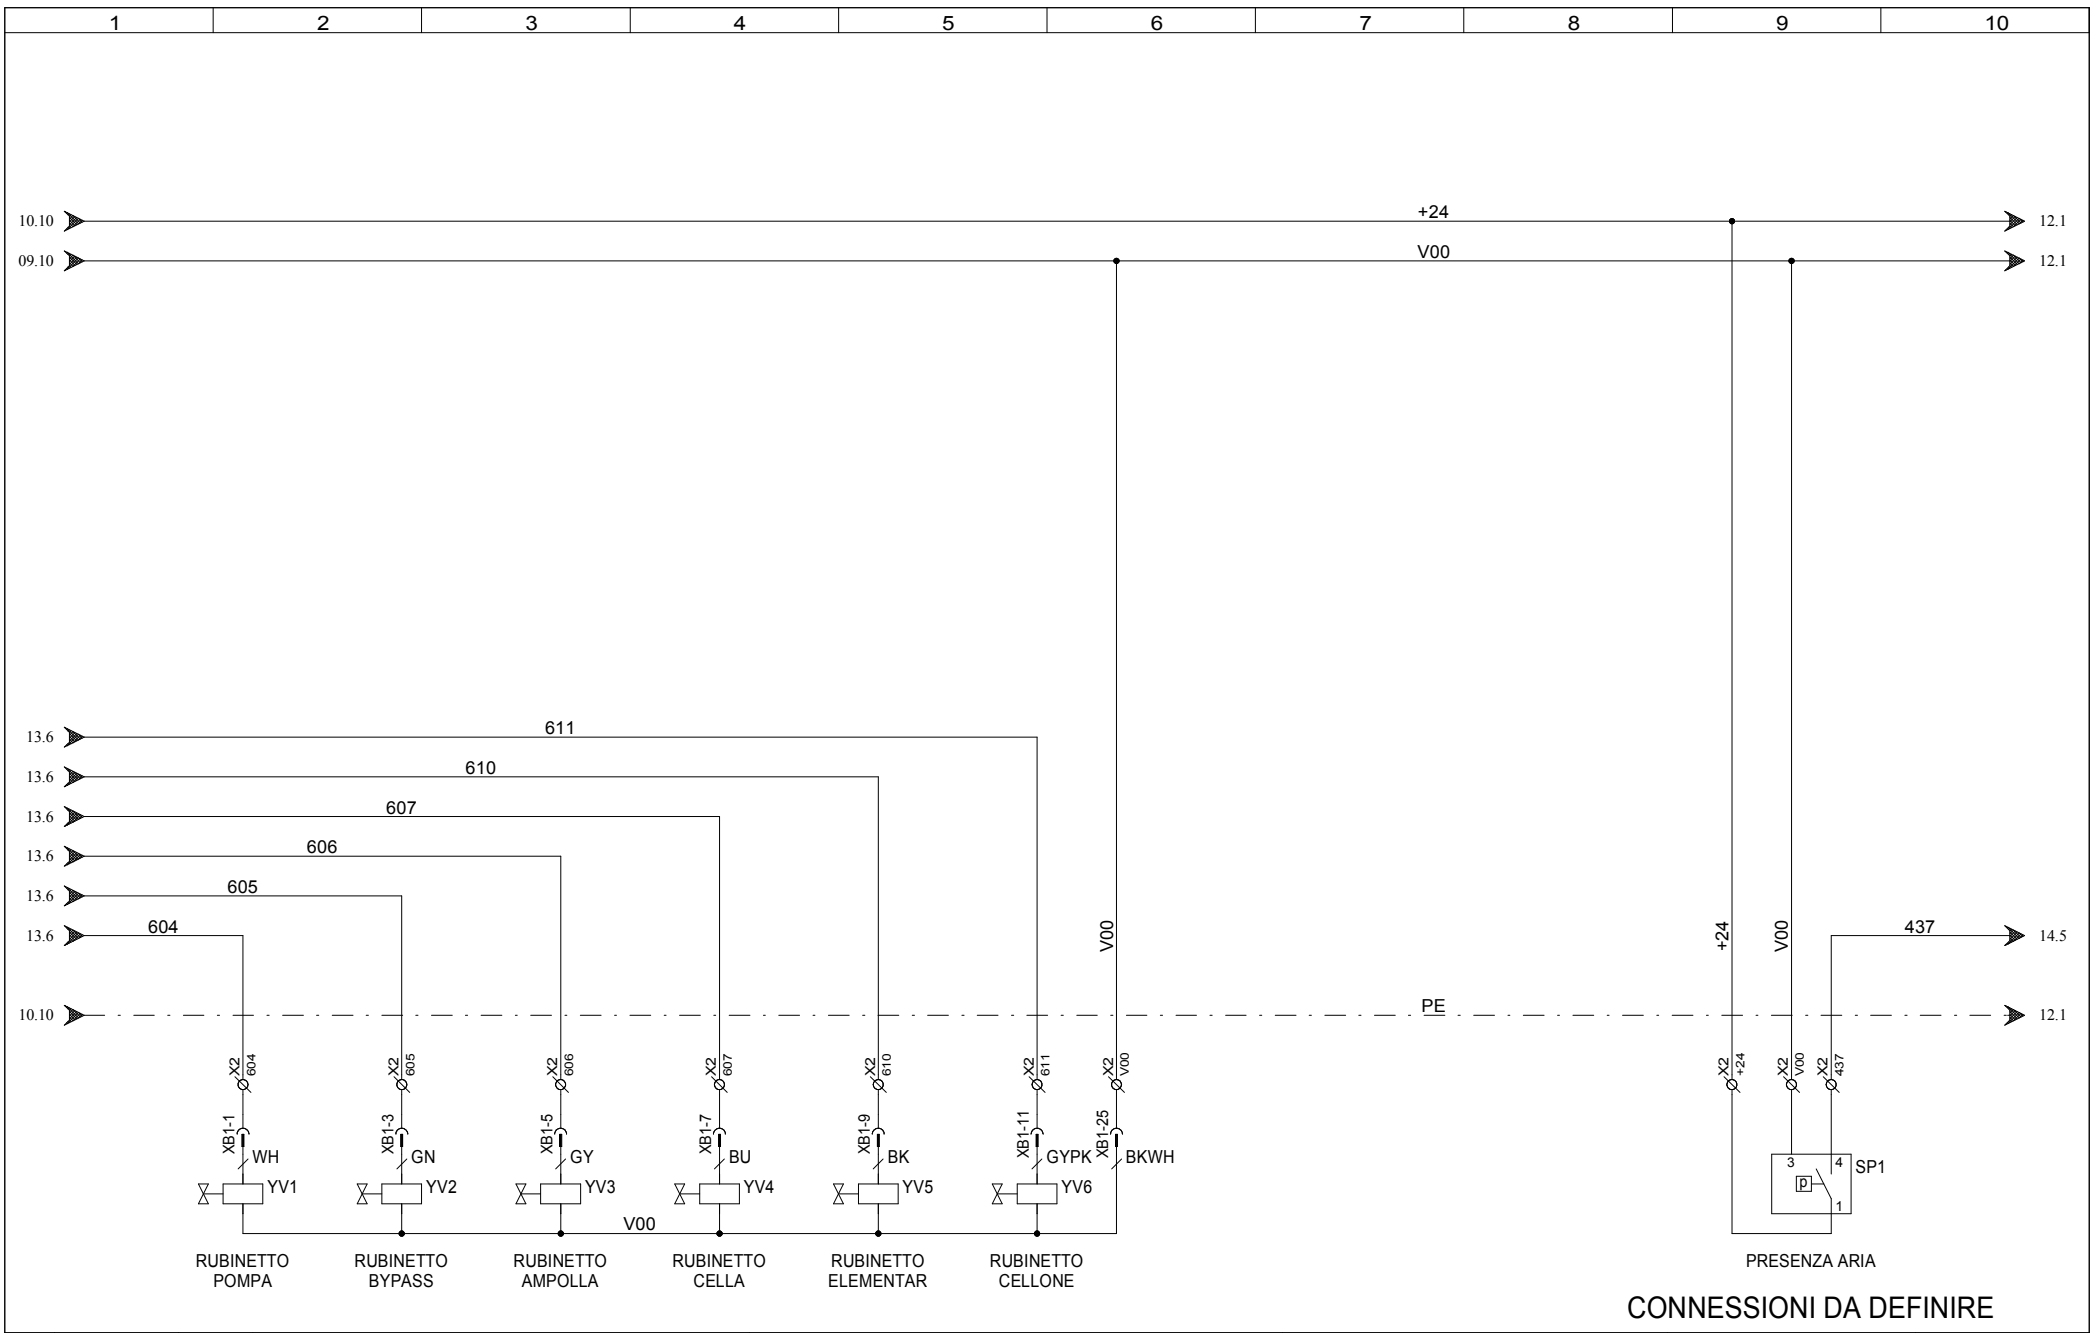 1 2 3 4 5 6 7 8 9 10
10.10 +24 12.1
09.10 V00 12.1
13.6 611
13.6 610
13.6 607
13.6 606
13.6 605
13.6 604 V00 +24 V00 437 14.5
10.10 PE 12.1
X2 604 X2 605 X2 606 X2 607 X2 610 X2 611 X2 V00 X2 +24 X2 V00 X2 437
XB1-1 XB1-3 XB1-5 XB1-7 XB1-9 XB1-11 XB1-25
WH GN GY BU BK GYPK BKWH 3 4 SP1
YV1 YV2 YV3 YV4 YV5 YV6 p
1
V00
RUBINETTO RUBINETTO RUBINETTO RUBINETTO RUBINETTO RUBINETTO PRESENZA ARIA
POMPA BYPASS AMPOLLA CELLA ELEMENTAR CELLONE
CONNESSIONI DA DEFINIRE